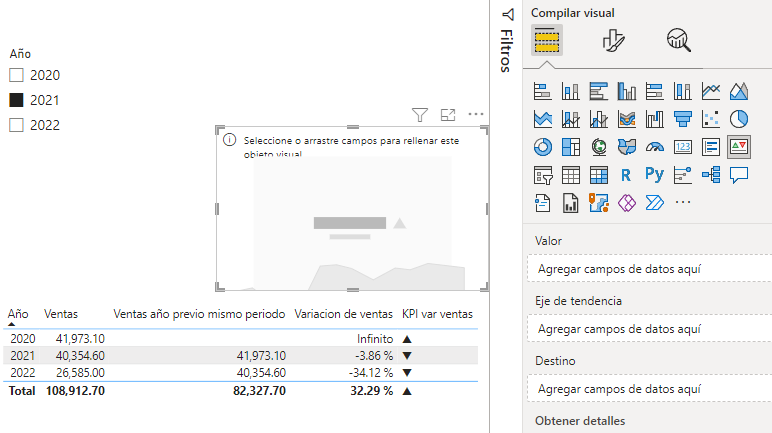 Compilar visual
Filtros
Año
2020
2021
2022
Seleccione o arrastre campos para rellenar este
objeto visual
123
R
Py
Valor
Agregar campos de datos aquí
Eje de tendencia
Agregar campos de datos aquí
Destino
Agregar campos de datos aquí
Obtener detalles
Año Ventas Ventas año previo mismo periodo Variacion de ventas KPI var ventas
2020 41,973.10 Infinito ▲
2021 40,354.60 41,973.10 -3.86 % ▼
2022 26,585.00 40,354.60 -34.12 % ▼
Total 108,912.70 82,327.70 32.29 % ▲